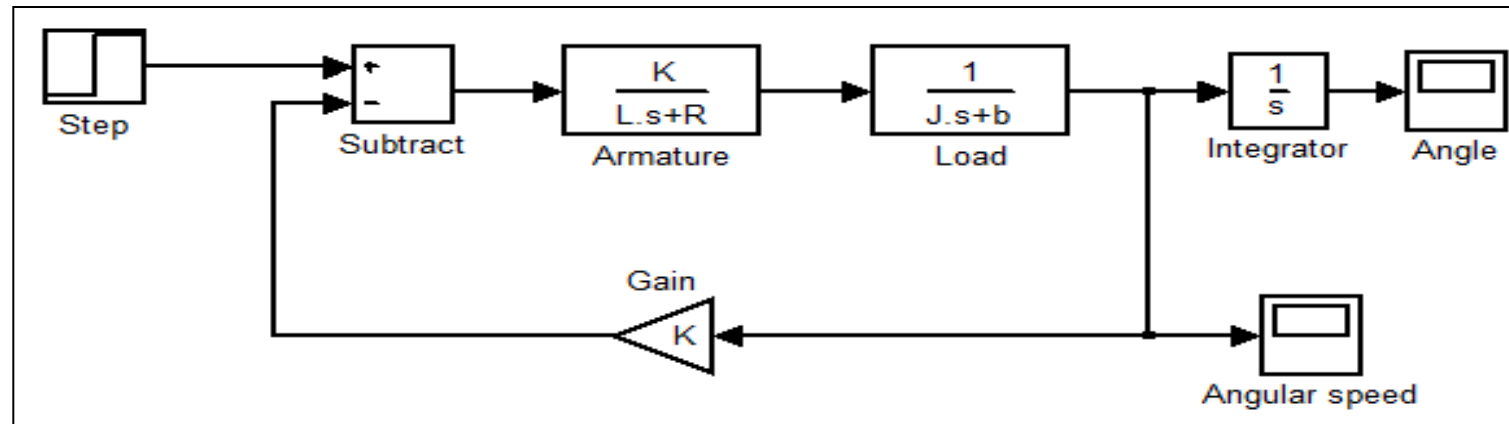 Step
+
−
Subtract
K
L.s+R
Armature
1
J.s+b
Load
1
s
Integrator
Angle
Gain
K
Angular speed